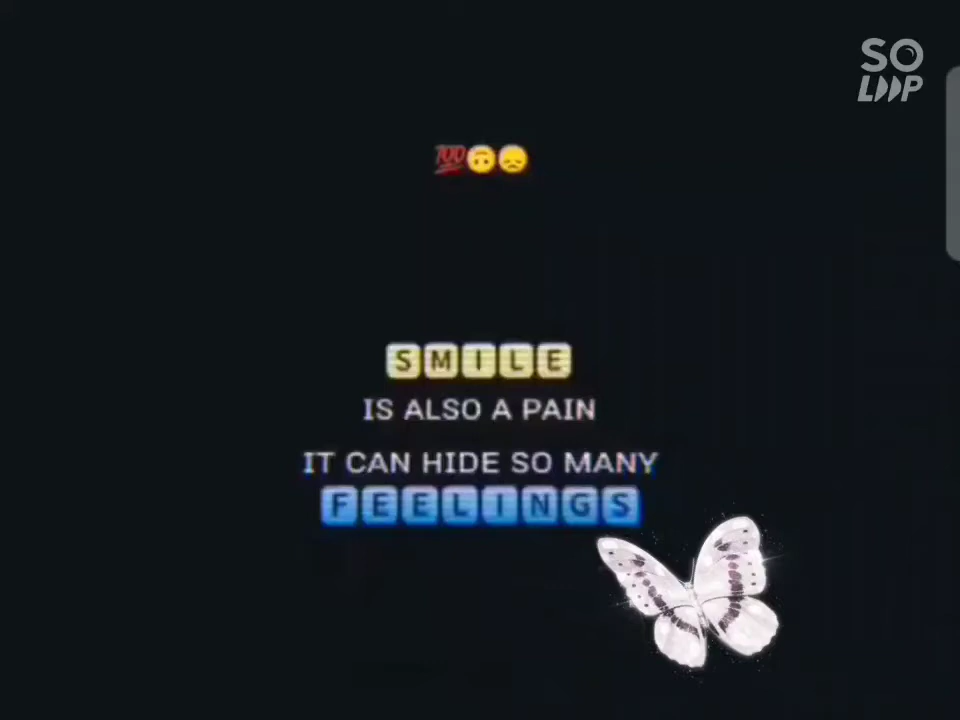 SO
LOOP
💯🙃😞
SMILE
IS ALSO A PAIN
IT CAN HIDE SO MANY
FEELINGS